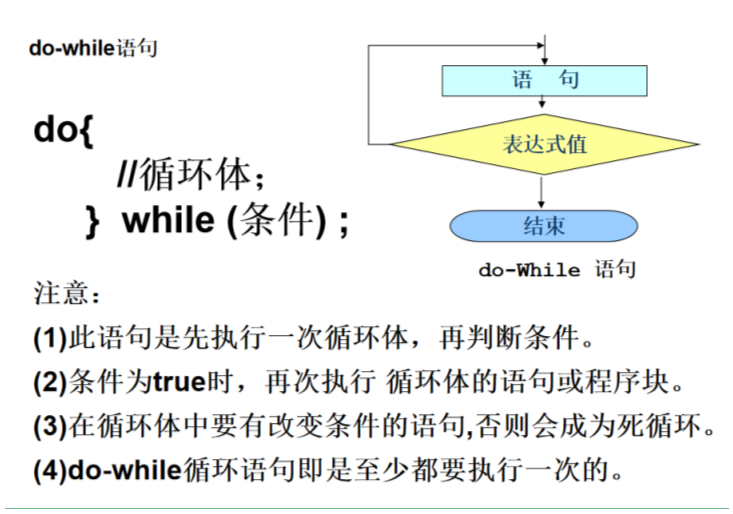 do-while语句
do{
//循环体；
} while (条件) ;
语 句
表达式值
结束
do-While 语句
注意：
(1)此语句是先执行一次循环体，再判断条件。
(2)条件为true时，再次执行 循环体的语句或程序块。
(3)在循环体中要有改变条件的语句,否则会成为死循环。
(4)do-while循环语句即是至少都要执行一次的。